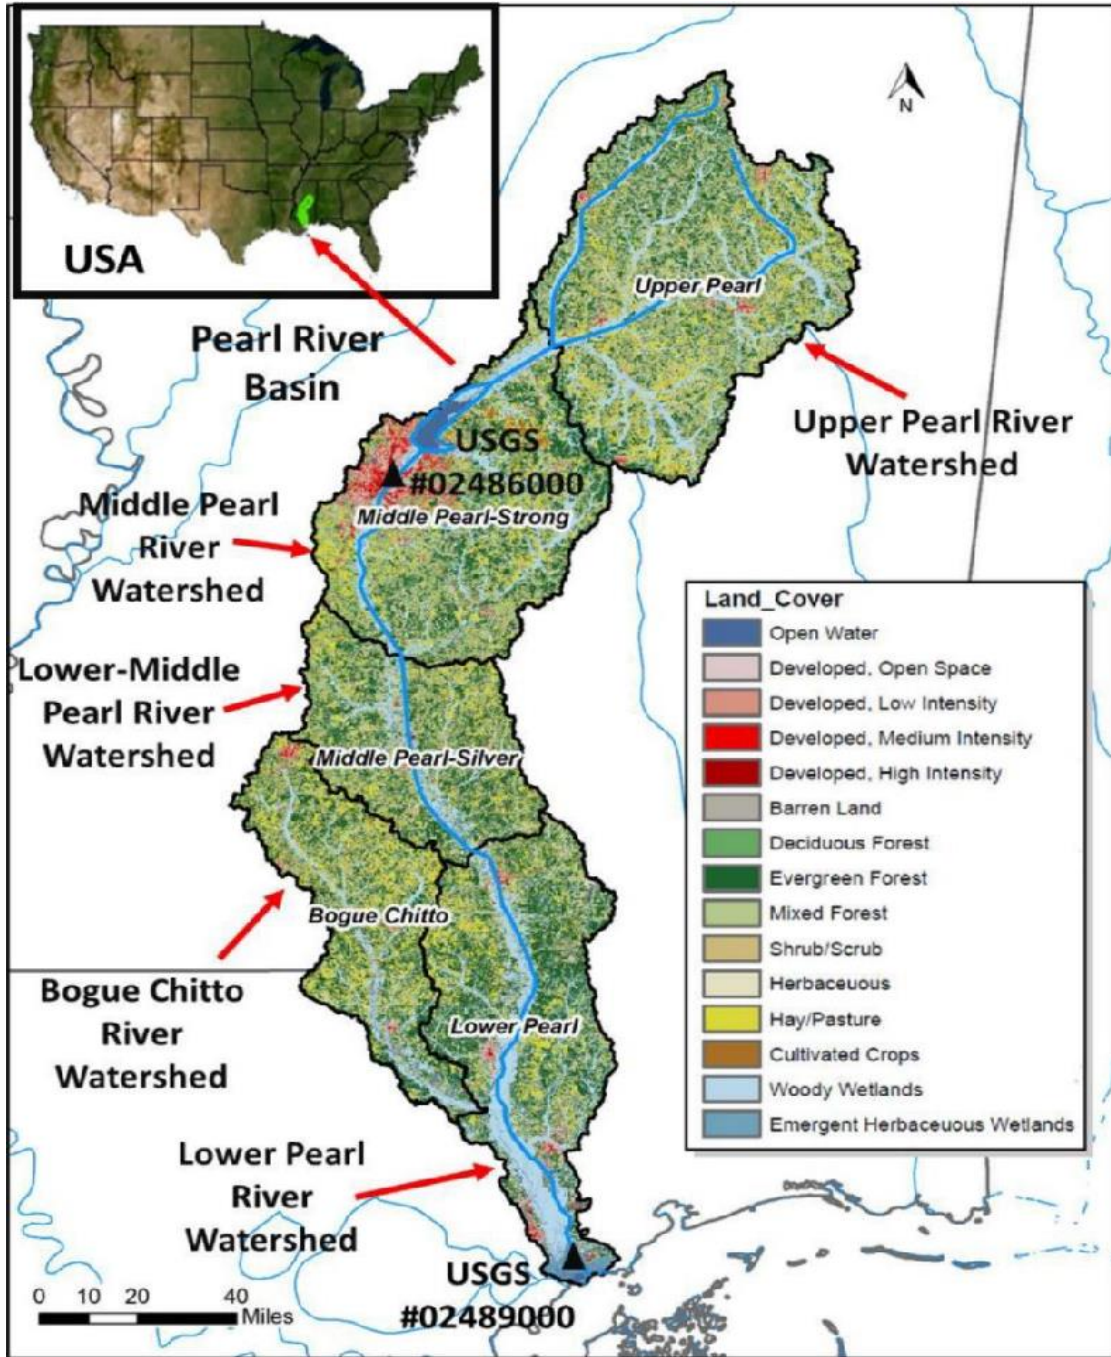 USA
N
Pearl River
Basin
Upper Pearl
Upper Pearl River
Watershed
USGS
#02486000
Middle Pearl-Strong
Middle Pearl
River
Watershed
Lower-Middle
Pearl River
Watershed
Middle Pearl-Silver
Bogue Chitto
Bogue Chitto
River
Watershed
Lower Pearl
Lower Pearl
River
Watershed
USGS
#02489000
0 10 20 40
Miles
Land_Cover
Open Water
Developed, Open Space
Developed, Low Intensity
Developed, Medium Intensity
Developed, High Intensity
Barren Land
Deciduous Forest
Evergreen Forest
Mixed Forest
Shrub/Scrub
Herbaceuous
Hay/Pasture
Cultivated Crops
Woody Wetlands
Emergent Herbaceuous Wetlands